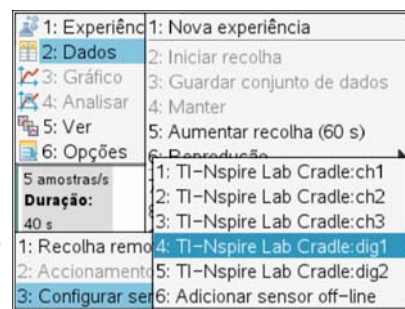 1: Experiênc
2: Dados
3: Gráfico
4: Analisar
5: Ver
6: Opções
1: Nova experiência
2: Iniciar recolha
3: Guardar conjunto de dados
4: Manter
5: Aumentar recolha (60 s)
6: Reprodução
5 amostras/s
Duração:
40 s
1: Recolha remo
2: Accionamento
3: Configurar ser
1: TI-Nspire Lab Cradle:ch1
2: TI-Nspire Lab Cradle:ch2
3: TI-Nspire Lab Cradle:ch3
4: TI-Nspire Lab Cradle:dig1
5: TI-Nspire Lab Cradle:dig2
6: Adicionar sensor off-line